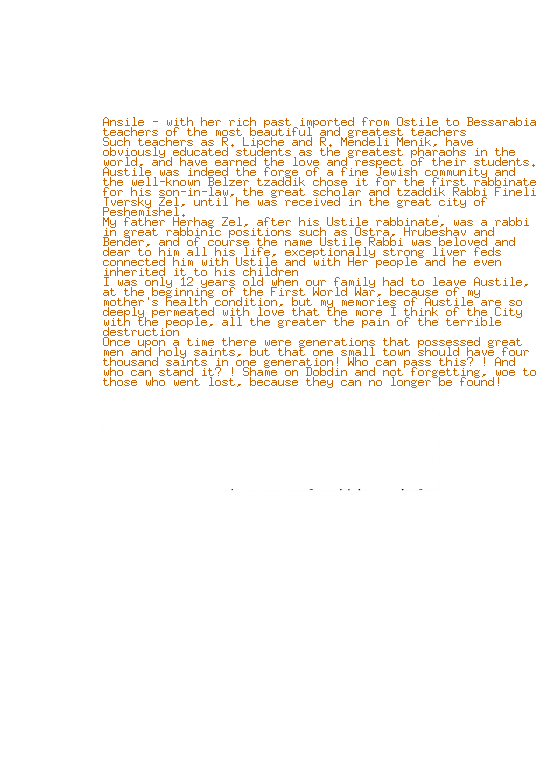 Ansile - with her rich past imported from Ostile to Bessarabia
teachers of the most beautiful and greatest teachers
Such teachers as R. Lipche and R. Mendeli Menik, have
obviously educated students as the greatest pharaohs in the
world, and have earned the love and respect of their students.
Austile was indeed the forge of a fine Jewish community and
the well-known Belzer tzaddik chose it for the first rabbinate
for his son-in-law, the great scholar and tzaddik Rabbi Fineli
Tversky Zel, until he was received in the great city of
Peshemishel.
My father Herhag Zel, after his Ustile rabbinate, was a rabbi
in great rabbinic positions such as Ostra, Hrubeshav and
Bender, and of course the name Ustile Rabbi was beloved and
dear to him all his life, exceptionally strong liver feds
connected him with Ustile and with Her people and he even
inherited it to his children
I was only 12 years old when our family had to leave Austile,
at the beginning of the First World War, because of my
mother's health condition, but my memories of Austile are so
deeply permeated with love that the more I think of the City
with the people, all the greater the pain of the terrible
destruction
Once upon a time there were generations that possessed great
men and holy saints, but that one small town should have four
thousand saints in one generation! Who can pass this? ! And
who can stand it? ! Shame on Dobdin and not forgetting, woe to
those who went lost, because they can no longer be found!